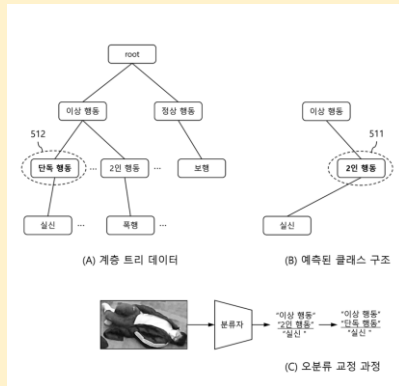 root
이상 행동 정상 행동
512
단독 행동 ... 2인 행동 ... 보행
실신 ... 폭행 ...
(A) 계층 트리 데이터
이상 행동
511
2인 행동
실신
(B) 예측된 클래스 구조
분류자
"이상 행동"
"2인 행동"
"실신 "
"이상 행동"
"단독 행동"
"실신 "
(C) 오분류 교정 과정